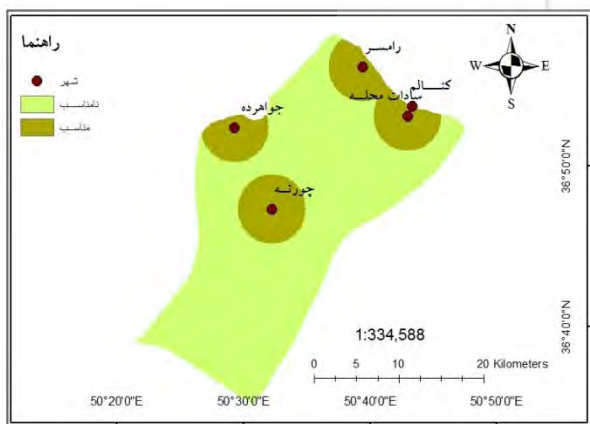 راهنما
شهر
نامناسب
مناسب
رامسر
کتالم
سادات محله
جواهرده
چورته
N
W E
S
36°50'0"N
36°40'0"N
1:334,588
0 5 10 20 Kilometers
50°20'0"E 50°30'0"E 50°40'0"E 50°50'0"E